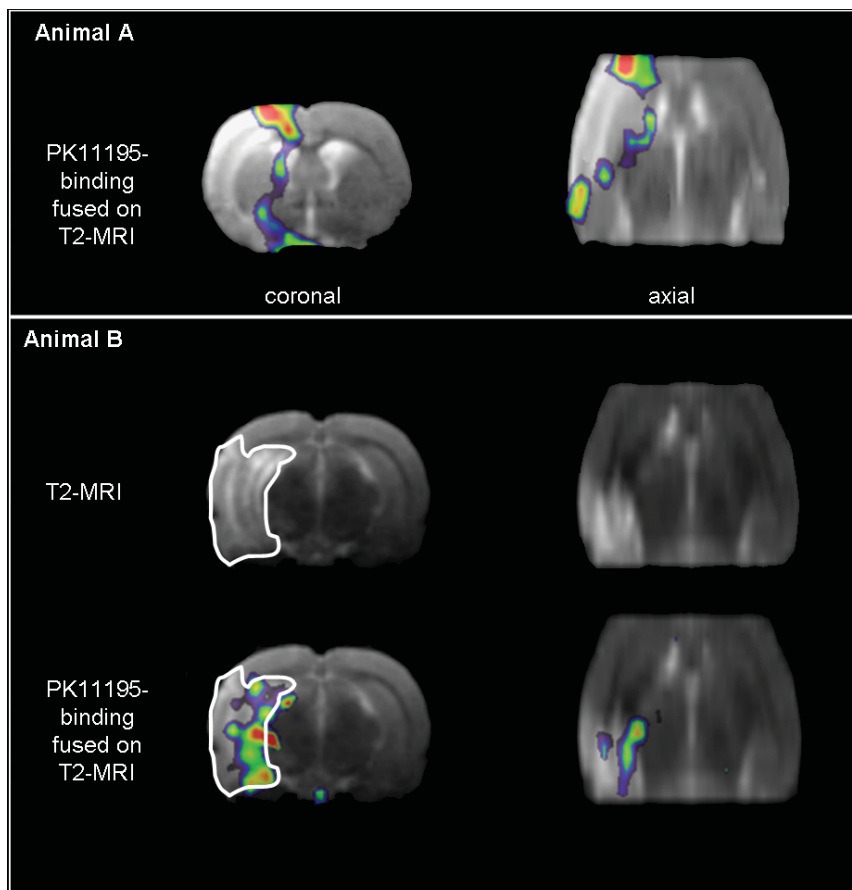 Animal A
PK11195-
binding
fused on
T2-MRI
coronal
axial
Animal B
T2-MRI
PK11195-
binding
fused on
T2-MRI